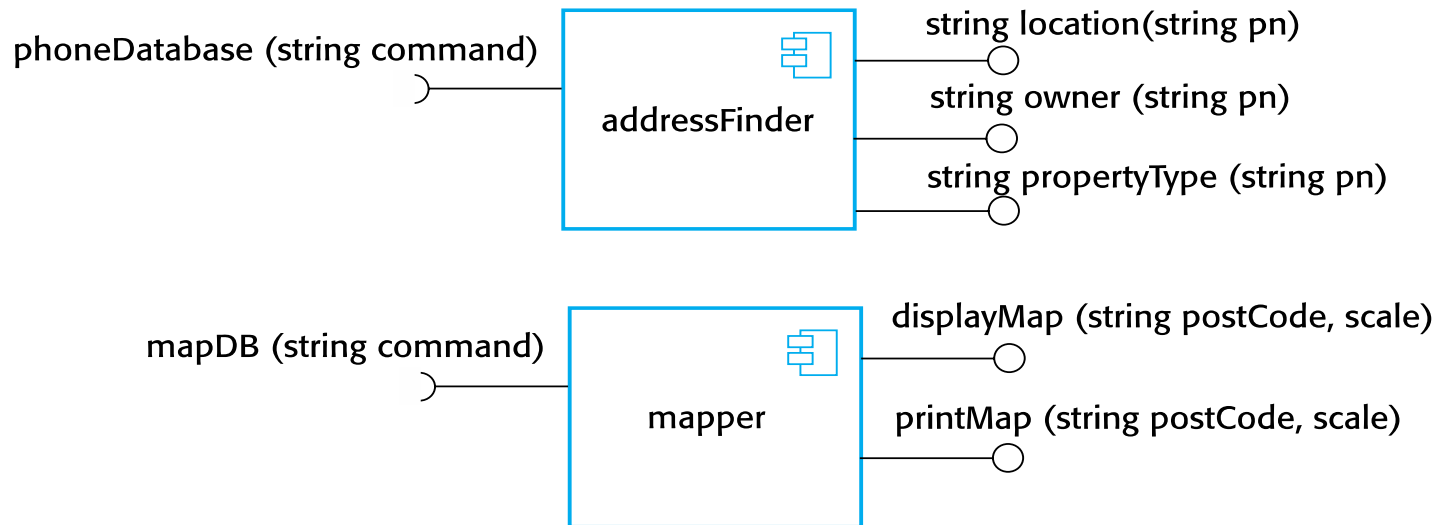 phoneDatabase (string command)
addressFinder
string location(string pn)
string owner (string pn)
string propertyType (string pn)
mapDB (string command)
mapper
displayMap (string postCode, scale)
printMap (string postCode, scale)